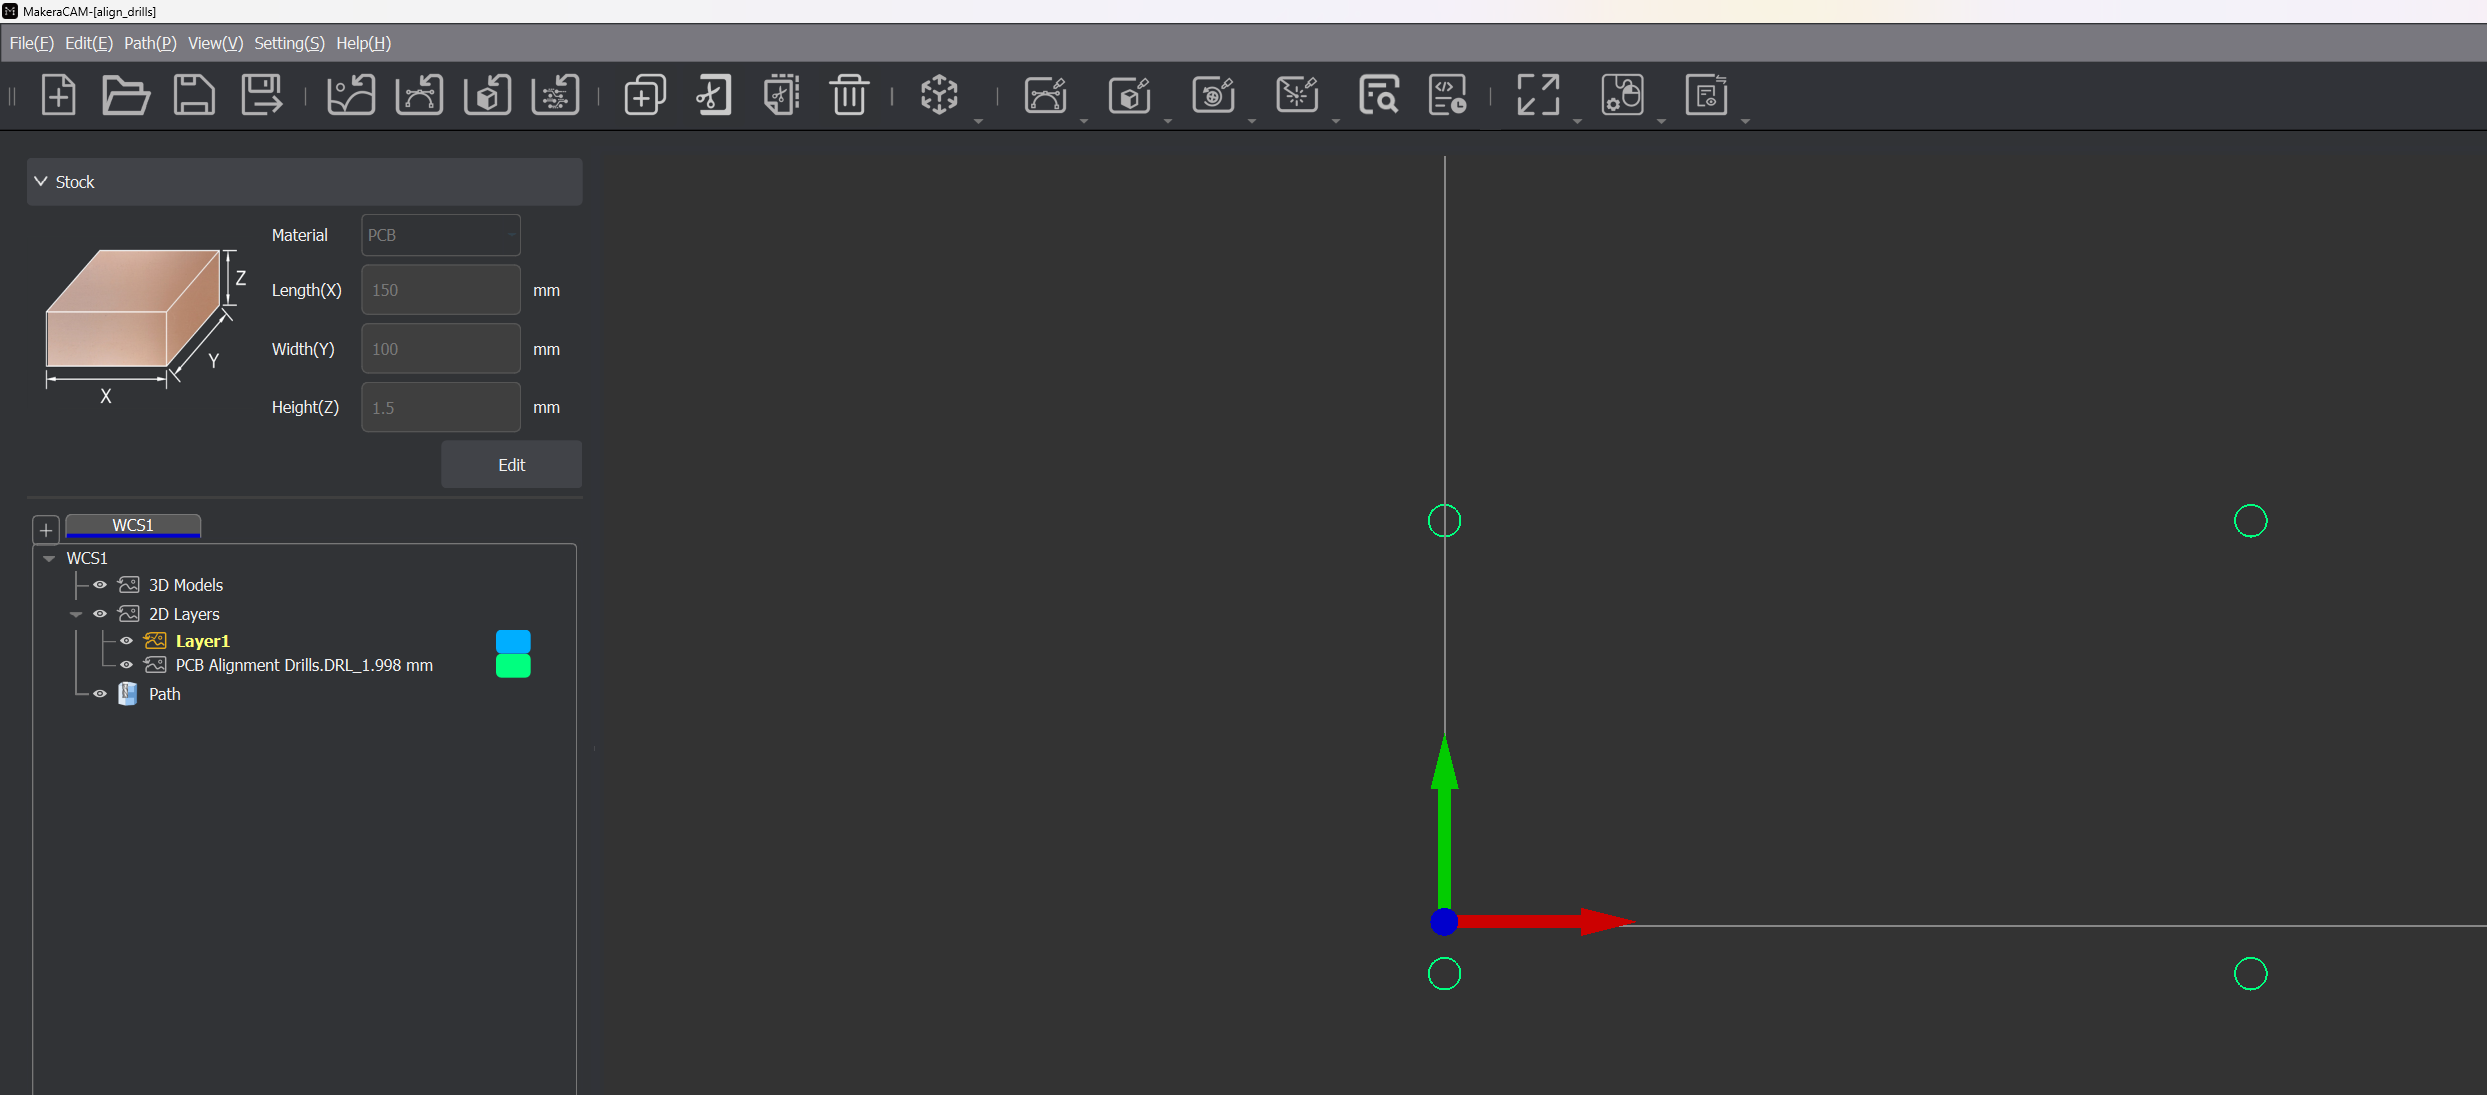 MakeraCAM-[align_drills]
File(F) Edit(E) Path(P) View(V) Setting(S) Help(H)
Stock
Material PCB
Length(X) 150 mm
Width(Y) 100 mm
Height(Z) 1.5 mm
Z
Y
X
Edit
+ WCS1
WCS1
3D Models
2D Layers
Layer1
PCB Alignment Drills.DRL_1.998 mm
Path